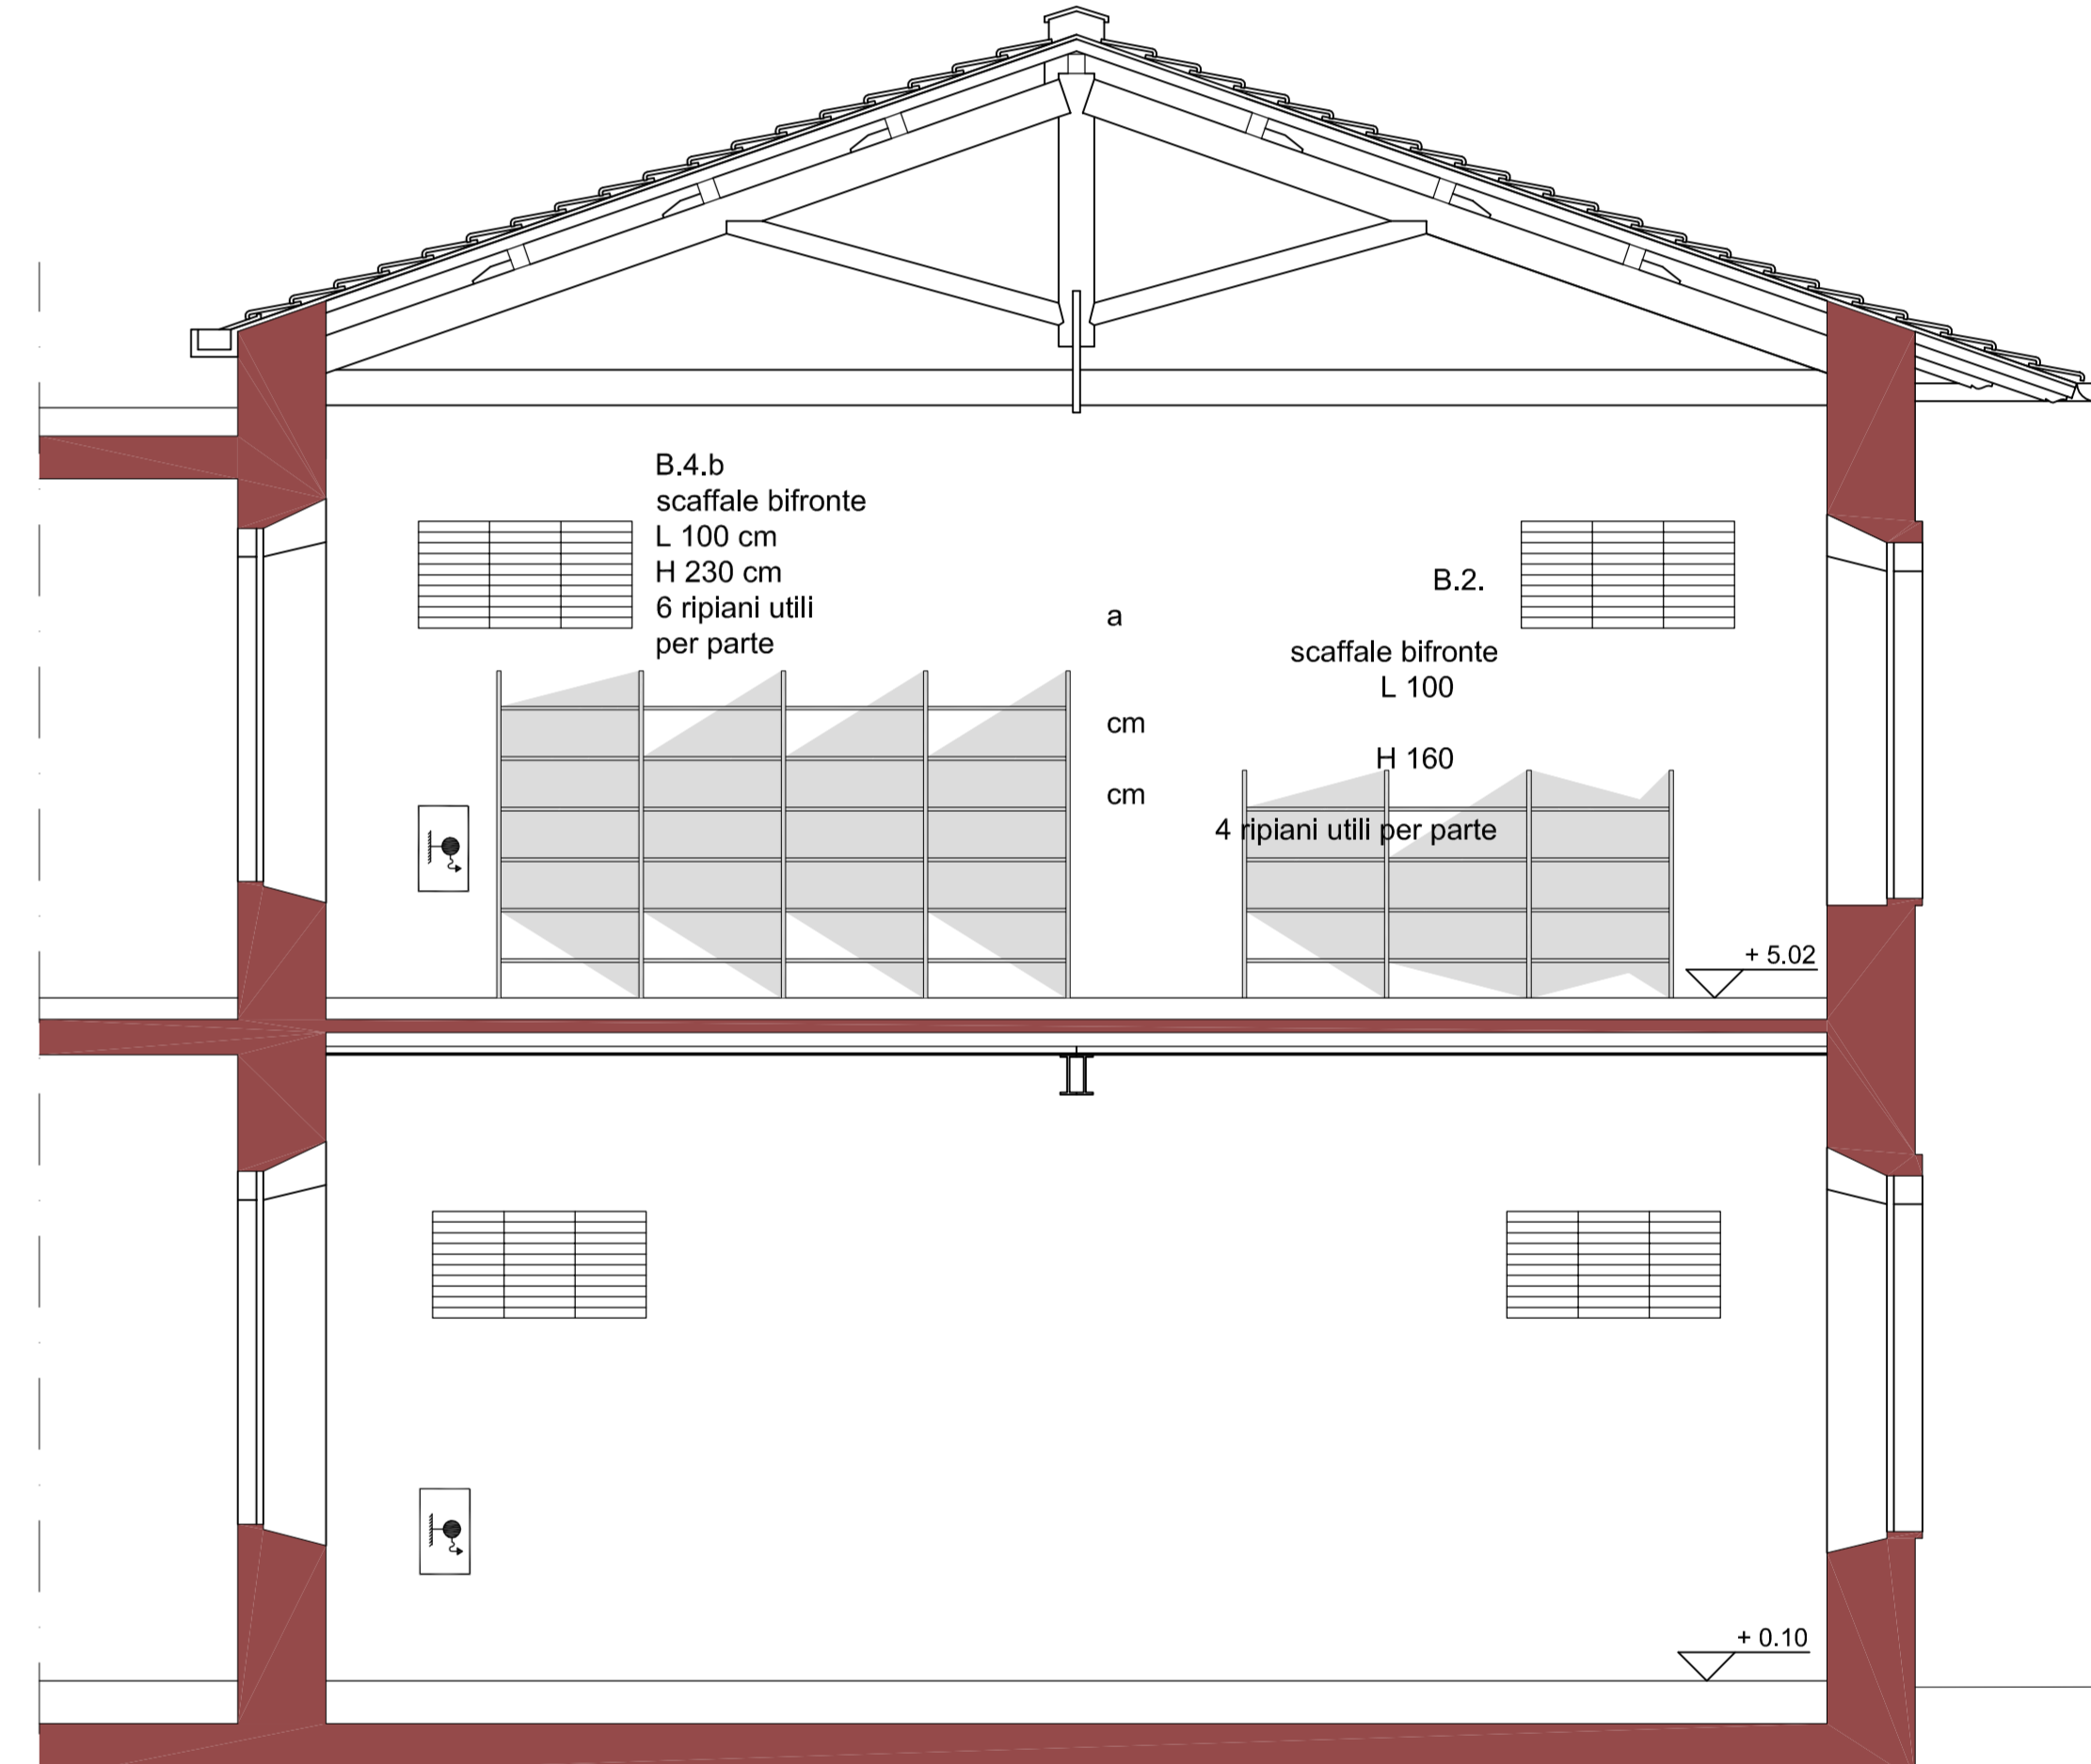 B.4.b
scaffale bifronte
L 100 cm
H 230 cm
6 ripiani utili
per parte
B.2.
a
scaffale bifronte
L 100
cm
H 160
cm
4 ripiani utili per parte
+ 5.02
+ 0.10